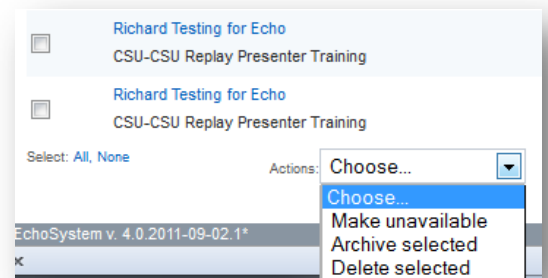 Richard Testing for Echo
CSU-CSU Replay Presenter Training
Richard Testing for Echo
CSU-CSU Replay Presenter Training
Select: All, None
Actions: Choose...
Choose...
Make unavailable
EchoSystem v. 4.0.2011-09-02.1*
Archive selected
x
Delete selected